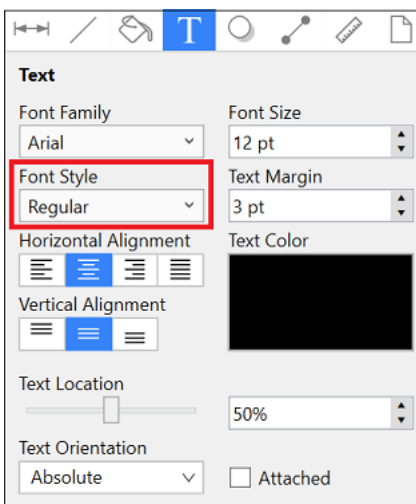 T
Text
Font Family Font Size
Arial 12 pt
Font Style Text Margin
Regular 3 pt
Horizontal Alignment Text Color
Vertical Alignment
Text Location
50%
Text Orientation
Absolute Attached